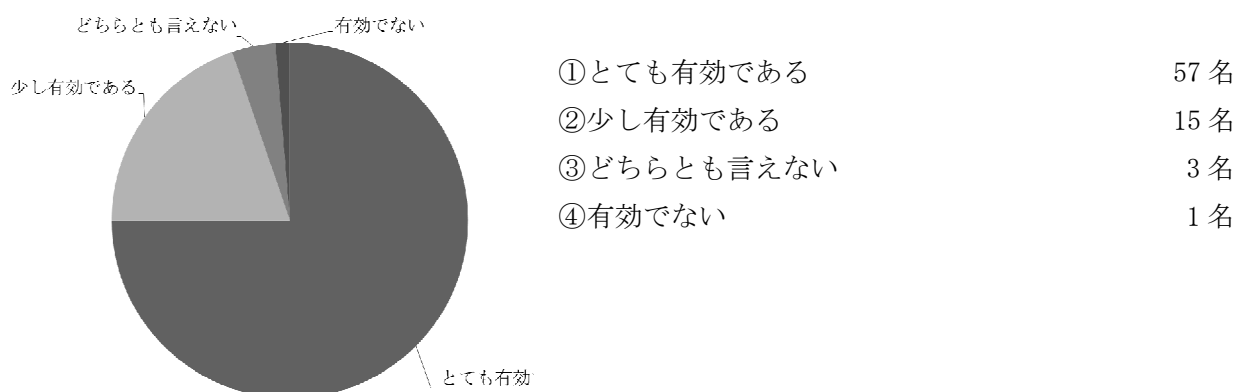 どちらとも言えない
有効でない
少し有効である
とても有効
①とても有効である 57 名
②少し有効である 15 名
③どちらとも言えない 3 名
④有効でない 1 名